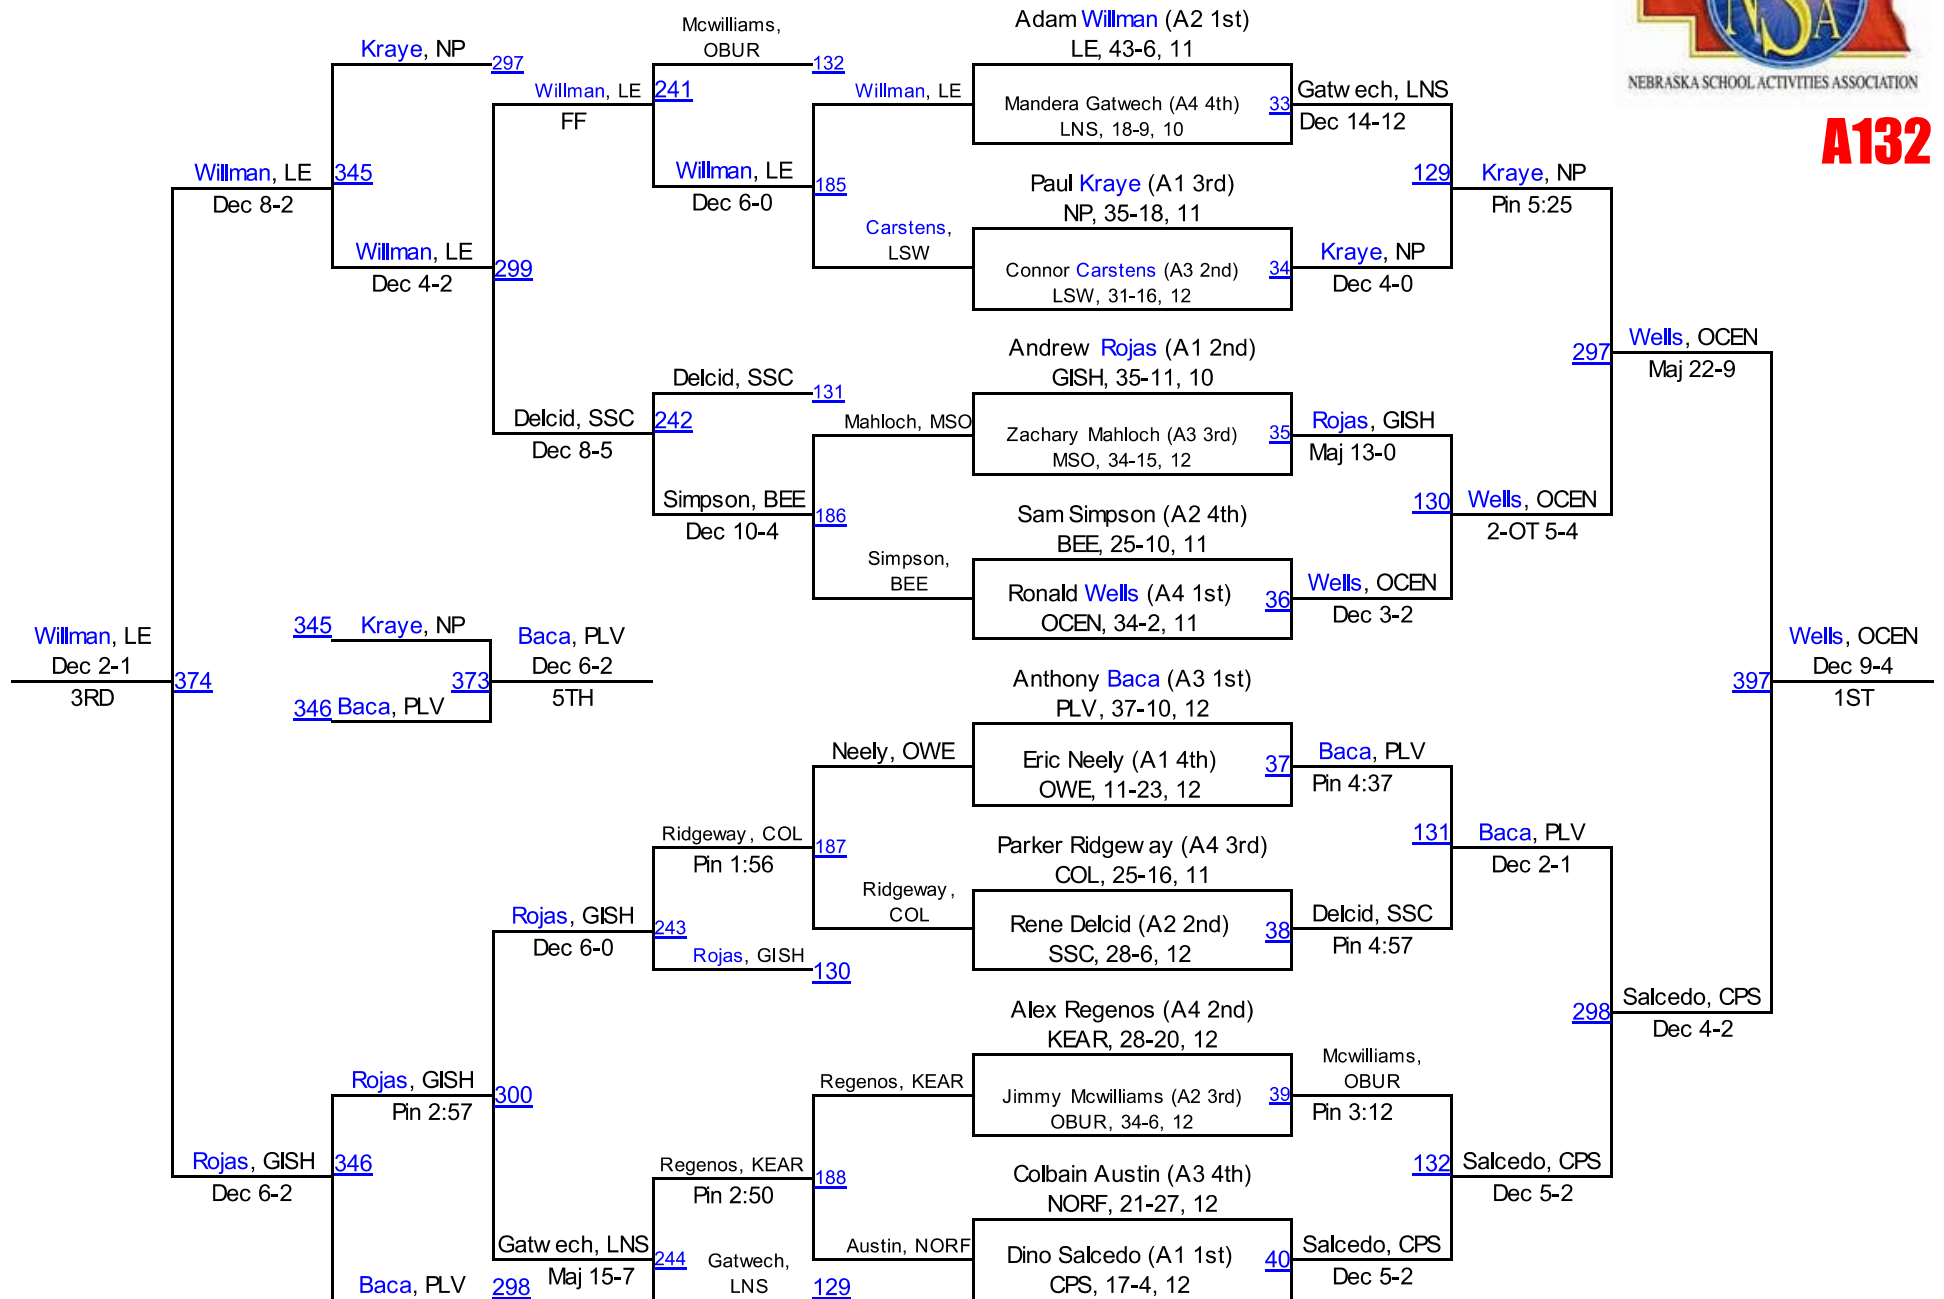 Mcwilliams,
OBUR
Adam Willman (A2 1st)
LE, 43-6, 11
NSA
NEBRASKA SCHOOL ACTIVITIES ASSOCIATION
A132
Kraye, NP
297
132
Willman, LE
241
FF
Willman, LE
Mandera Gatwech (A4 4th)
LNS, 18-9, 10
33
Gatwech, LNS
Dec 14-12
Willman, LE
345
Dec 8-2
Willman, LE
185
Dec 6-0
Paul Kraye (A1 3rd)
NP, 35-18, 11
129
Kraye, NP
Pin 5:25
Willman, LE
299
Dec 4-2
Carstens,
LSW
Connor Carstens (A3 2nd)
LSW, 31-16, 12
34
Kraye, NP
Dec 4-0
Andrew Rojas (A1 2nd)
GISH, 35-11, 10
297
Wells, OCEN
Maj 22-9
Delcid, SSC
131
Delcid, SSC
242
Dec 8-5
Mahloch, MSO
Zachary Mahloch (A3 3rd)
MSO, 34-15, 12
35
Rojas, GISH
Maj 13-0
Simpson, BEE
186
Dec 10-4
Sam Simpson (A2 4th)
BEE, 25-10, 11
130
Wells, OCEN
2-OT 5-4
Simpson,
BEE
Ronald Wells (A4 1st)
OCEN, 34-2, 11
36
Wells, OCEN
Dec 3-2
Willman, LE
Dec 2-1
3RD
374
345
Kraye, NP
346
Baca, PLV
373
Baca, PLV
Dec 6-2
5TH
Anthony Baca (A3 1st)
PLV, 37-10, 12
397
Wells, OCEN
Dec 9-4
1ST
Neely, OWE
Eric Neely (A1 4th)
OWE, 11-23, 12
37
Baca, PLV
Pin 4:37
Ridgeway, COL
187
Pin 1:56
Parker Ridgeway (A4 3rd)
COL, 25-16, 11
131
Baca, PLV
Dec 2-1
Ridgeway,
COL
Rene Delcid (A2 2nd)
SSC, 28-6, 12
38
Delcid, SSC
Pin 4:57
Rojas, GISH
243
Dec 6-0
Rojas, GISH
130
Alex Regenos (A4 2nd)
KEAR, 28-20, 12
298
Salcedo, CPS
Dec 4-2
Rojas, GISH
300
Pin 2:57
Regenos, KEAR
Jimmy Mcwilliams (A2 3rd)
OBUR, 34-6, 12
39
Mcwilliams,
OBUR
Pin 3:12
Rojas, GISH
346
Dec 6-2
Regenos, KEAR
188
Pin 2:50
Colbain Austin (A3 4th)
NORF, 21-27, 12
132
Salcedo, CPS
Dec 5-2
Gatwech, LNS
244
Maj 15-7
Austin, NORF
Dino Salcedo (A1 1st)
CPS, 17-4, 12
40
Salcedo, CPS
Dec 5-2
Baca, PLV
298
Gatwech,
LNS
129